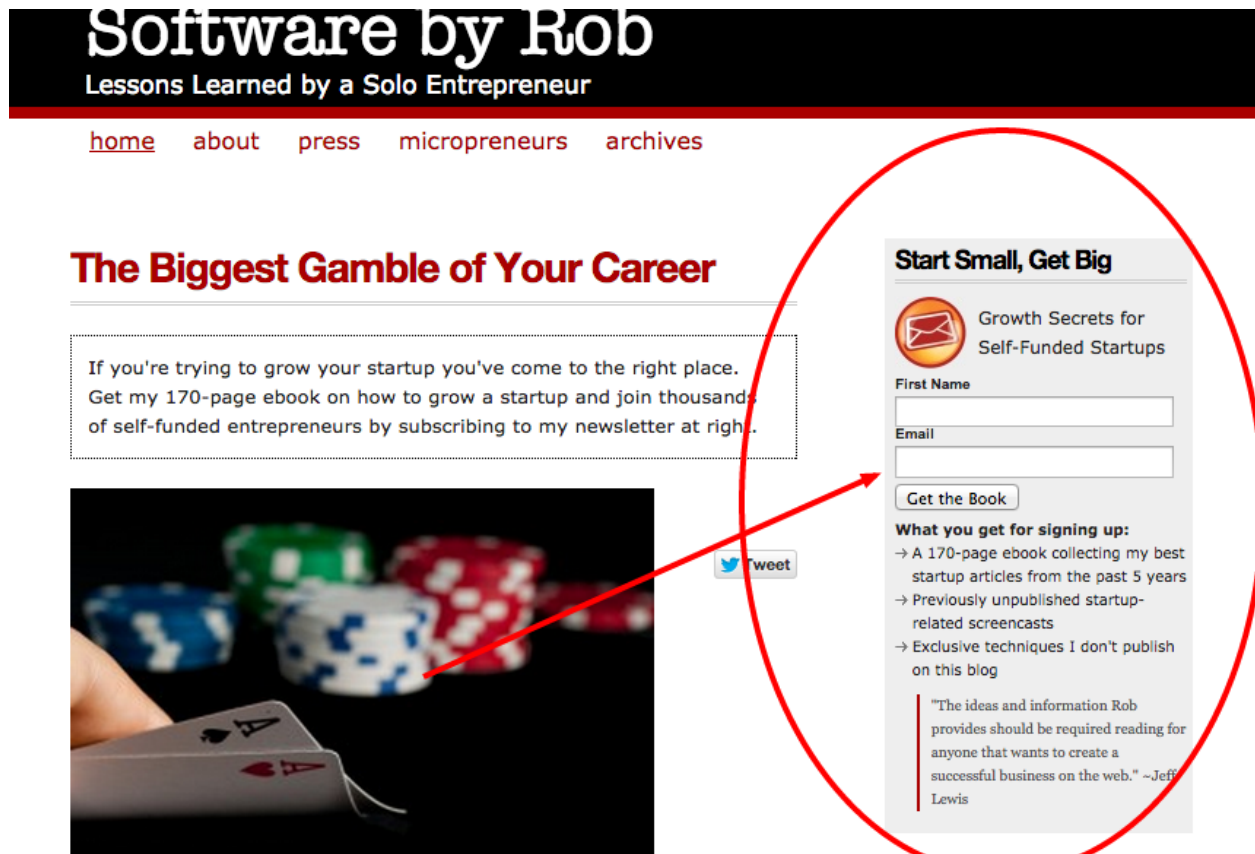 Software by Rob
Lessons Learned by a Solo Entrepreneur
home about press micropreneurs archives
The Biggest Gamble of Your Career
If you're trying to grow your startup you've come to the right place.
Get my 170-page ebook on how to grow a startup and join thousands
of self-funded entrepreneurs by subscribing to my newsletter at right.
Tweet
A
A
Start Small, Get Big
Growth Secrets for
Self-Funded Startups
First Name
Email
Get the Book
What you get for signing up:
→ A 170-page ebook collecting my best
startup articles from the past 5 years
→ Previously unpublished startup-
related screencasts
→ Exclusive techniques I don't publish
on this blog
"The ideas and information Rob
provides should be required reading for
anyone that wants to create a
successful business on the web." ~Jeff
Lewis